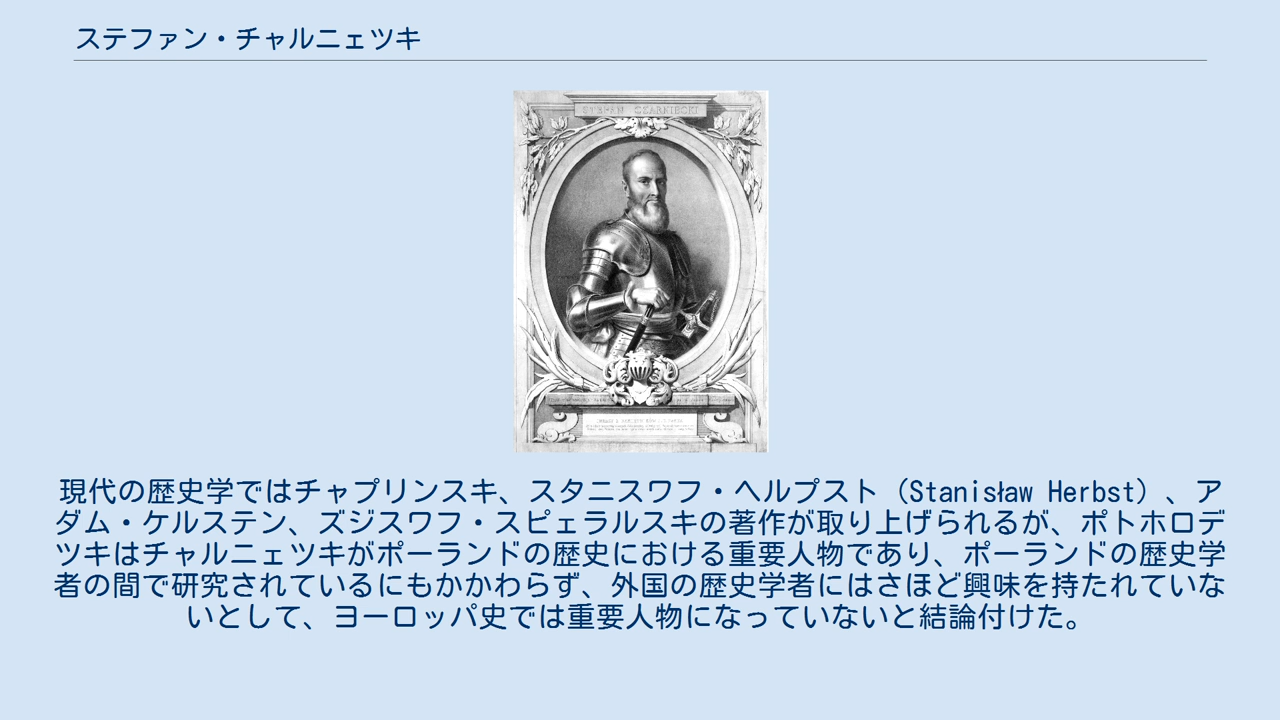 ステファン・チャルニェツキ
STEFAN CZARNIECKI
現代の歴史学ではチャプリンスキ、スタニスワフ・ヘルプスト（Stanisław Herbst）、ア
ダム・ケルステン、ズジスワフ・スピェラルスキの著作が取り上げられるが、ポトホロデ
ツキはチャルニェツキがポーランドの歴史における重要人物であり、ポーランドの歴史学
者の間で研究されているにもかかわらず、外国の歴史学者にはさほど興味を持たれていな
いとして、ヨーロッパ史では重要人物になっていないと結論付けた。